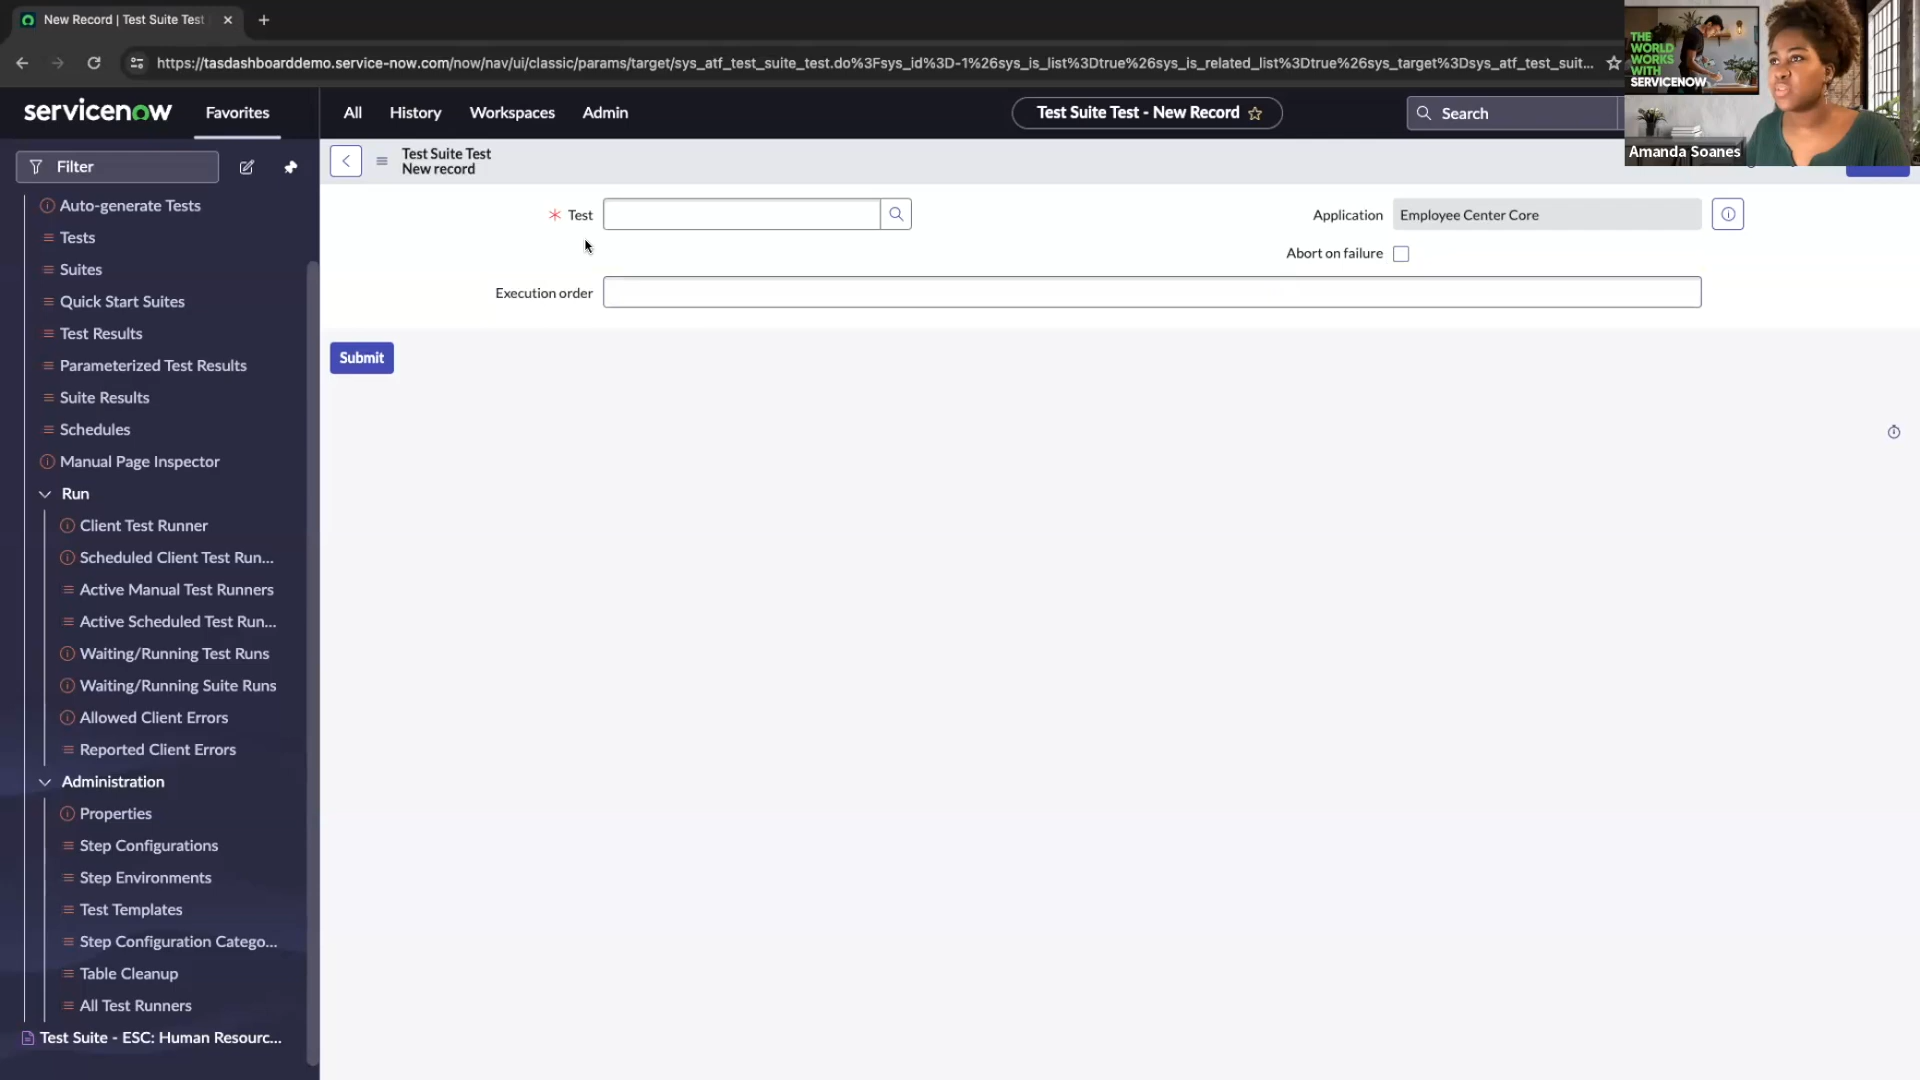 New Record | Test Suite Test
https://tasdashboarddemo.service-now.com/now/nav/ui/classic/params/target/sys_atf_test_suite_test.do%3Fsys_id%3D-1%26sys_is_list%3Dtrue%26sys_is_related_list%3Dtrue%26sys_target%3Dsys_atf_test_suit...
THE
WORLD
WORKS
WITH
SERVICENOW
Amanda Soanes
servicenow
Favorites
All
History
Workspaces
Admin
Test Suite Test - New Record
Search
Filter
Test Suite Test
New record
Test
Application
Employee Center Core
Abort on failure
Execution order
Submit
Auto-generate Tests
Tests
Suites
Quick Start Suites
Test Results
Parameterized Test Results
Suite Results
Schedules
Manual Page Inspector
Run
Client Test Runner
Scheduled Client Test Run...
Active Manual Test Runners
Active Scheduled Test Run...
Waiting/Running Test Runs
Waiting/Running Suite Runs
Allowed Client Errors
Reported Client Errors
Administration
Properties
Step Configurations
Step Environments
Test Templates
Step Configuration Catego...
Table Cleanup
All Test Runners
Test Suite - ESC: Human Resourc...